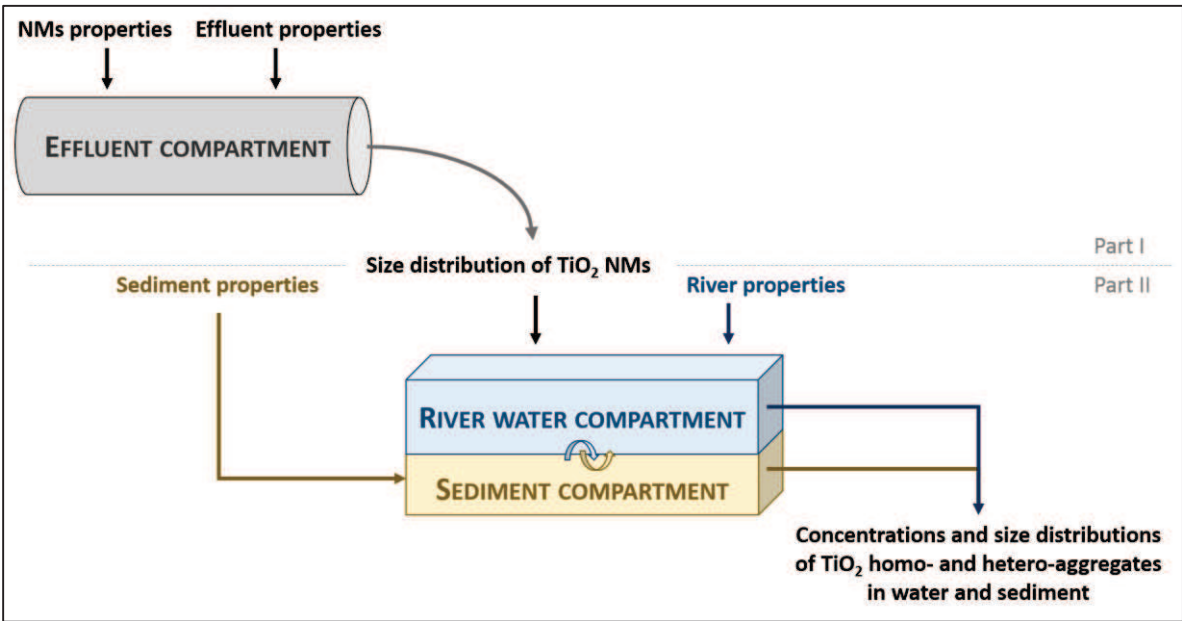 NMs properties
Effluent properties
EFFLUENT COMPARTMENT
Part I
Size distribution of TiO₂ NMs
Sediment properties
River properties
Part II
RIVER WATER COMPARTMENT
SEDIMENT COMPARTMENT
Concentrations and size distributions
of TiO₂ homo- and hetero-aggregates
in water and sediment